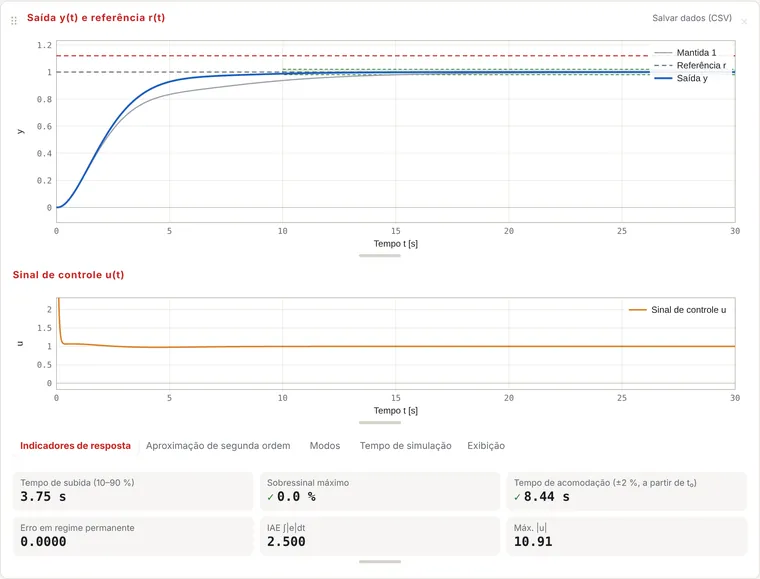 Saída y(t) e referência r(t)
Salvar dados (CSV)
1.2
1
0.8
0.6
0.4
0.2
0
y
Mantida 1
Referência r
Saída y
0 5 10 15 20 25 30
Tempo t [s]
Sinal de controle u(t)
2
1.5
1
0.5
0
u
Sinal de controle u
0 5 10 15 20 25 30
Tempo t [s]
Indicadores de resposta Aproximação de segunda ordem Modos Tempo de simulação Exibição
Tempo de subida (10–90 %)
3.75 s
Sobressinal máximo
✓ 0.0 %
Tempo de acomodação (±2 %, a partir de t₀)
✓ 8.44 s
Erro em regime permanente
0.0000
IAE ∫|e|dt
2.500
Máx. |u|
10.91